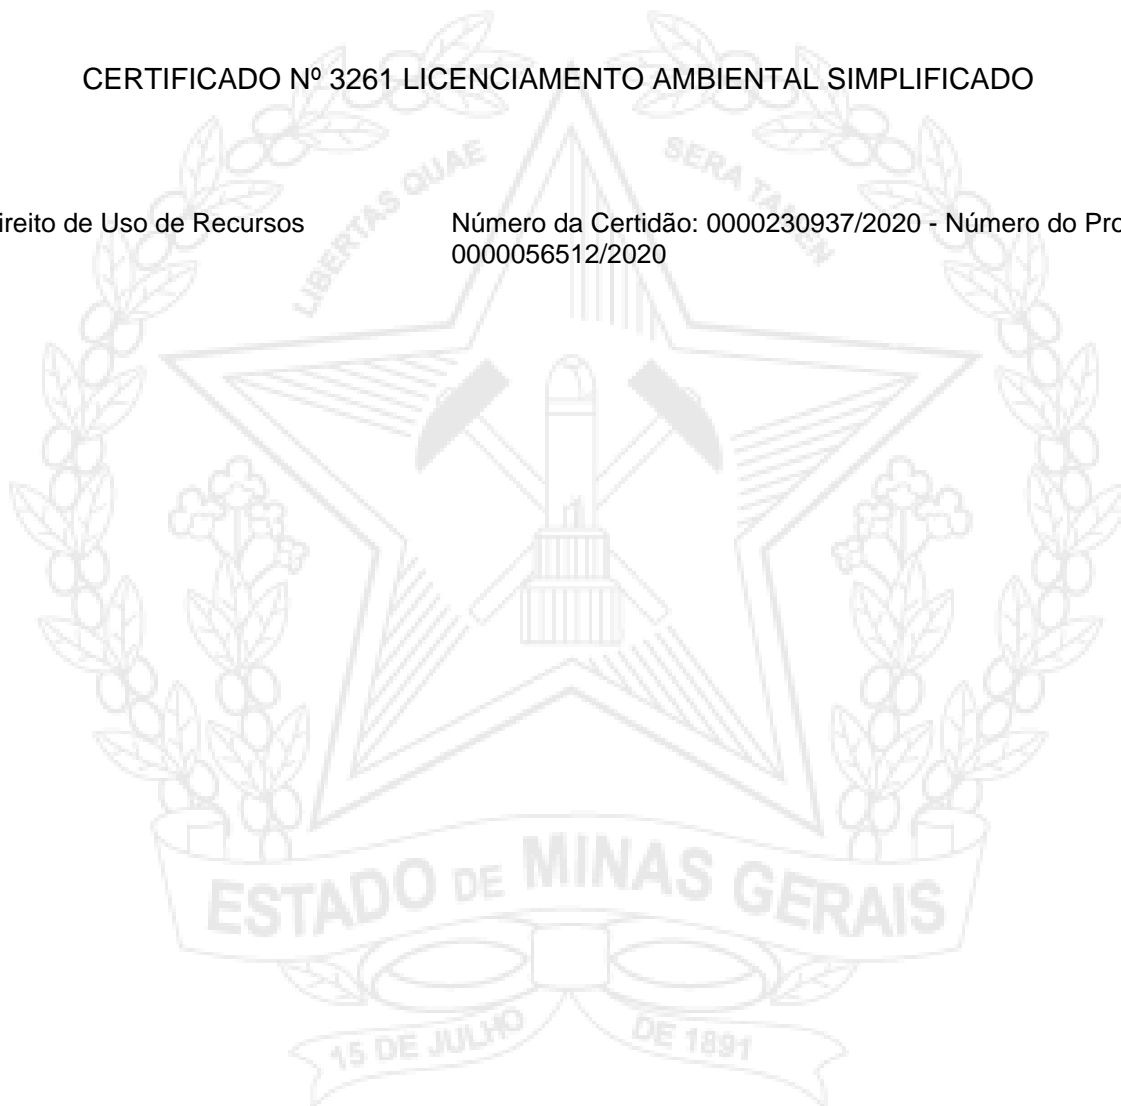 CERTIFICADO Nº 3261 LICENCIAMENTO AMBIENTAL SIMPLIFICADO
LIBERTAS QUAE SERA TAMEN
ireito de Uso de Recursos
Número da Certidão: 0000230937/2020 - Número do Pro
0000056512/2020
ESTADO DE MINAS GERAIS
15 DE JULHO DE 1891